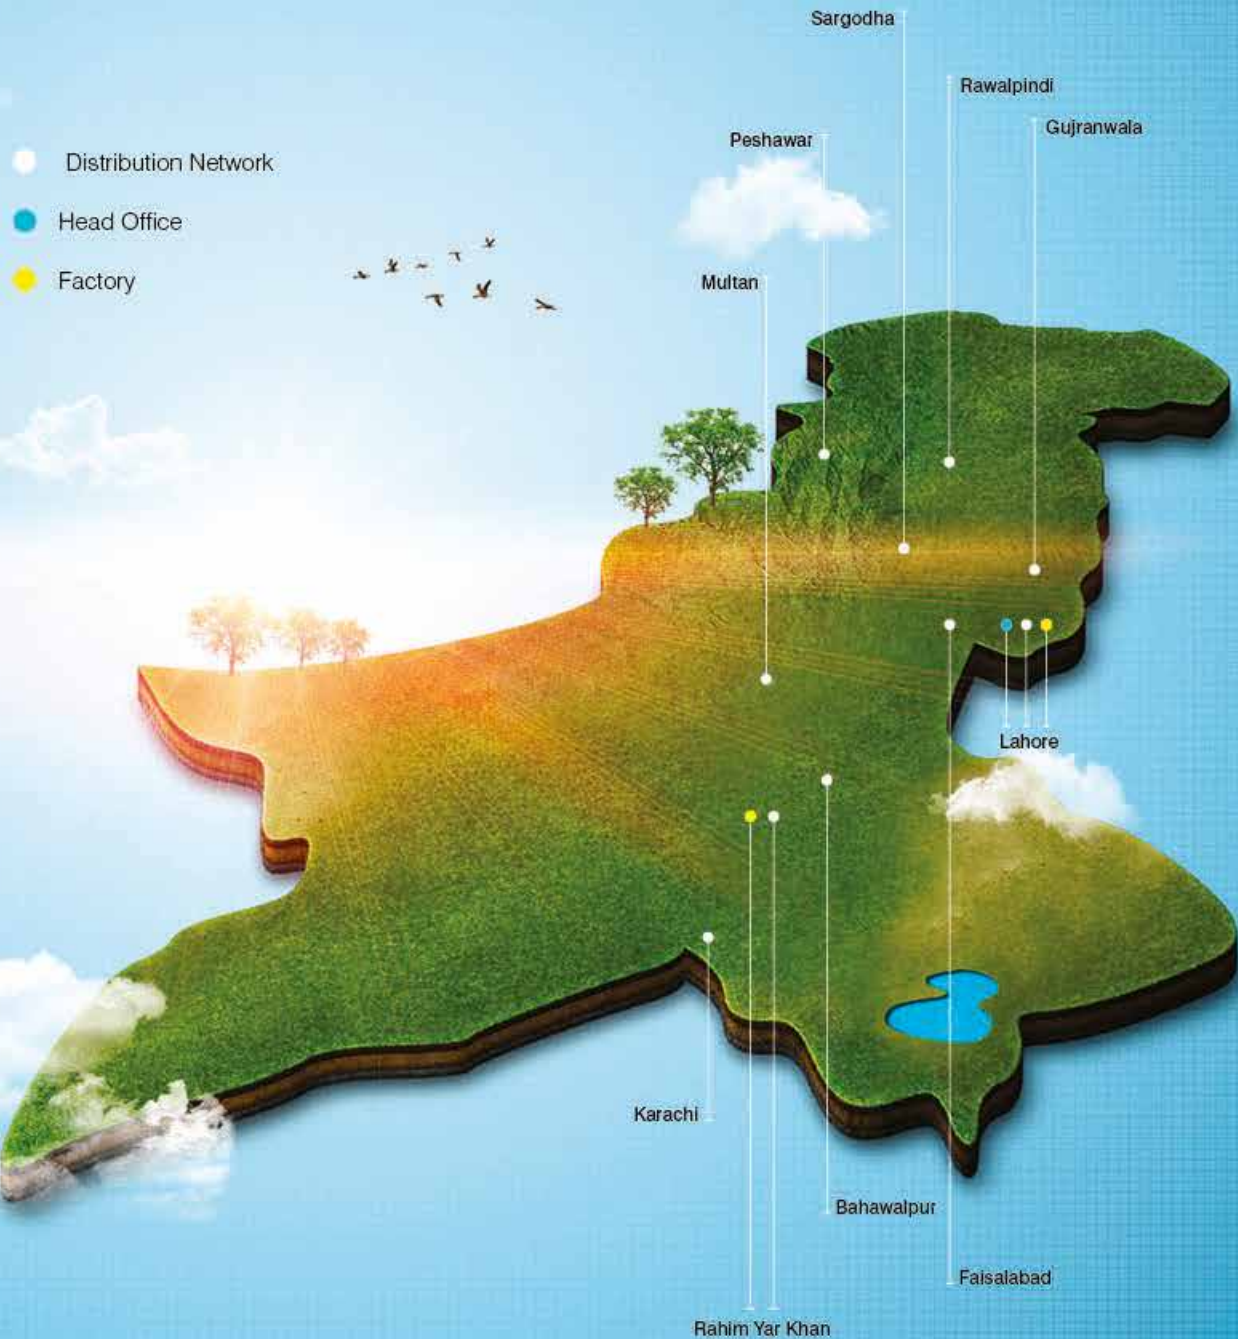 Sargodha
Rawalpindi
Gujranwala
Peshawar
Distribution Network
Head Office
Factory
Multan
Lahore
Karachi
Bahawalpur
Faisalabad
Rahim Yar Khan